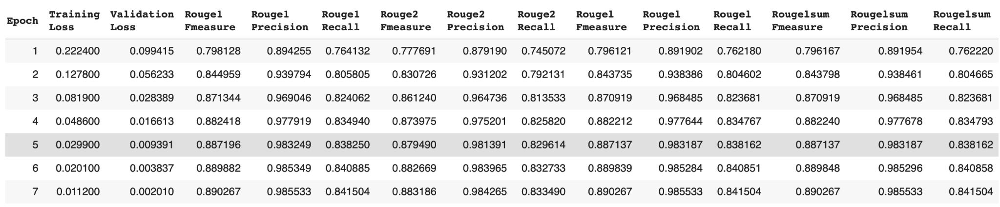 Epoch Training Loss Validation Loss Rouge1 Fmeasure Rouge1 Precision Rouge1 Recall Rouge2 Fmeasure Rouge2 Precision Rouge2 Recall Rougel Fmeasure Rougel Precision Rougel Recall Rougelsum Fmeasure Rougelsum Precision Rougelsum Recall
1 0.222400 0.099415 0.798128 0.894255 0.764132 0.777691 0.879190 0.745072 0.796121 0.891902 0.762180 0.796167 0.891954 0.762220
2 0.127800 0.056233 0.844959 0.939794 0.805805 0.830726 0.931202 0.792131 0.843735 0.938386 0.804602 0.843798 0.938461 0.804665
3 0.081900 0.028389 0.871344 0.969046 0.824062 0.861240 0.964736 0.813533 0.870919 0.968485 0.823681 0.870919 0.968485 0.823681
4 0.048600 0.016613 0.882418 0.977919 0.834940 0.873975 0.975201 0.825820 0.882212 0.977644 0.834767 0.882240 0.977678 0.834793
5 0.029900 0.009391 0.887196 0.983249 0.838250 0.879490 0.981391 0.829614 0.887137 0.983187 0.838162 0.887137 0.983187 0.838162
6 0.020100 0.003837 0.889882 0.985349 0.840885 0.882669 0.983965 0.832733 0.889839 0.985284 0.840851 0.889848 0.985296 0.840858
7 0.011200 0.002010 0.890267 0.985533 0.841504 0.883186 0.984265 0.833490 0.890267 0.985533 0.841504 0.890267 0.985533 0.841504